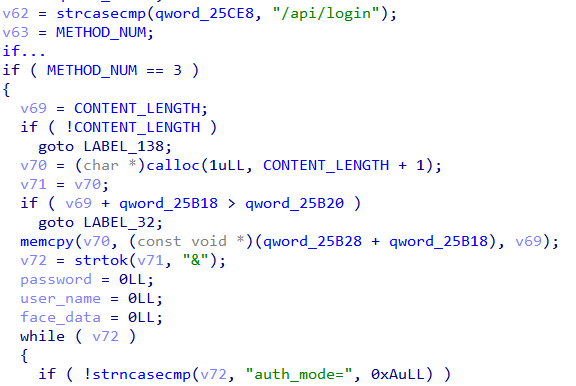 v62 = strcasecmp(qword_25CE8, "/api/login");
v63 = METHOD_NUM;
if...
if ( METHOD_NUM == 3 )
{
v69 = CONTENT_LENGTH;
if ( !CONTENT_LENGTH )
goto LABEL_138;
v70 = (char *)calloc(1uLL, CONTENT_LENGTH + 1);
v71 = v70;
if ( v69 + qword_25B18 > qword_25B20 )
goto LABEL_32;
memcpy(v70, (const void *)(qword_25B28 + qword_25B18), v69);
v72 = strtok(v71, "&");
password = 0LL;
user_name = 0LL;
face_data = 0LL;
while ( v72 )
{
if ( !strncasecmp(v72, "auth_mode=", 0xAuLL) )